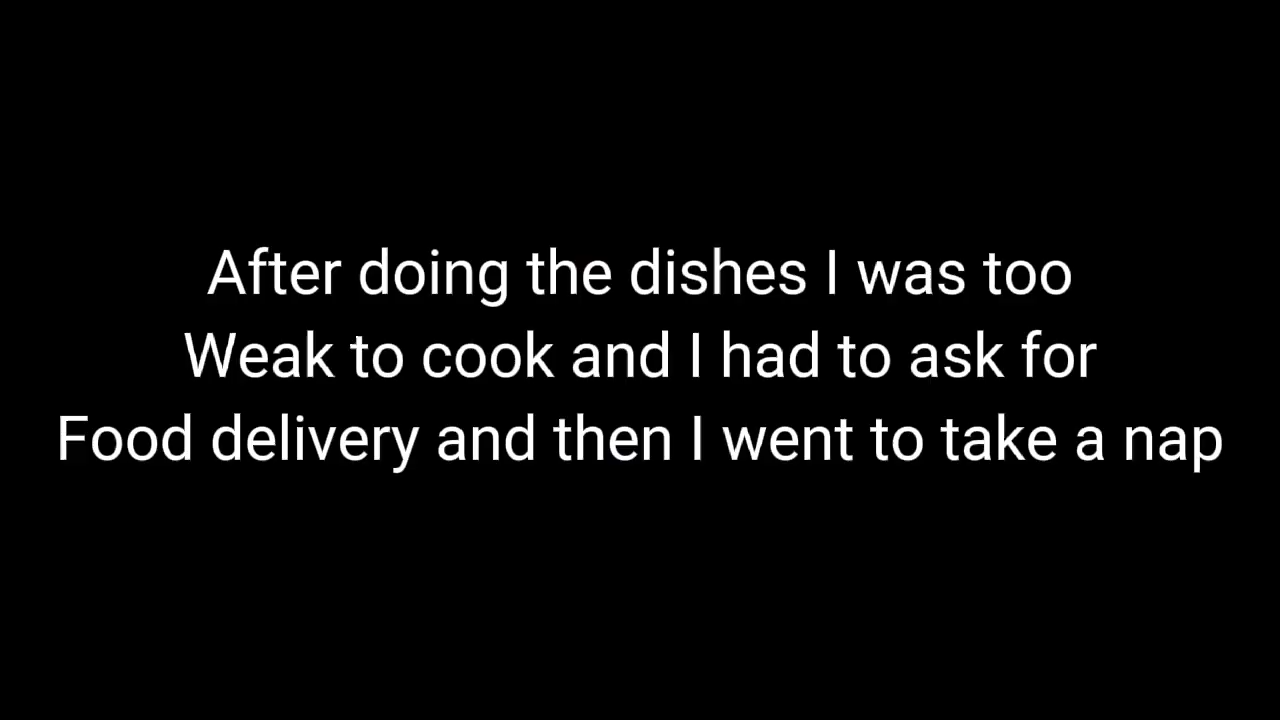 After doing the dishes I was too
Weak to cook and I had to ask for
Food delivery and then I went to take a nap